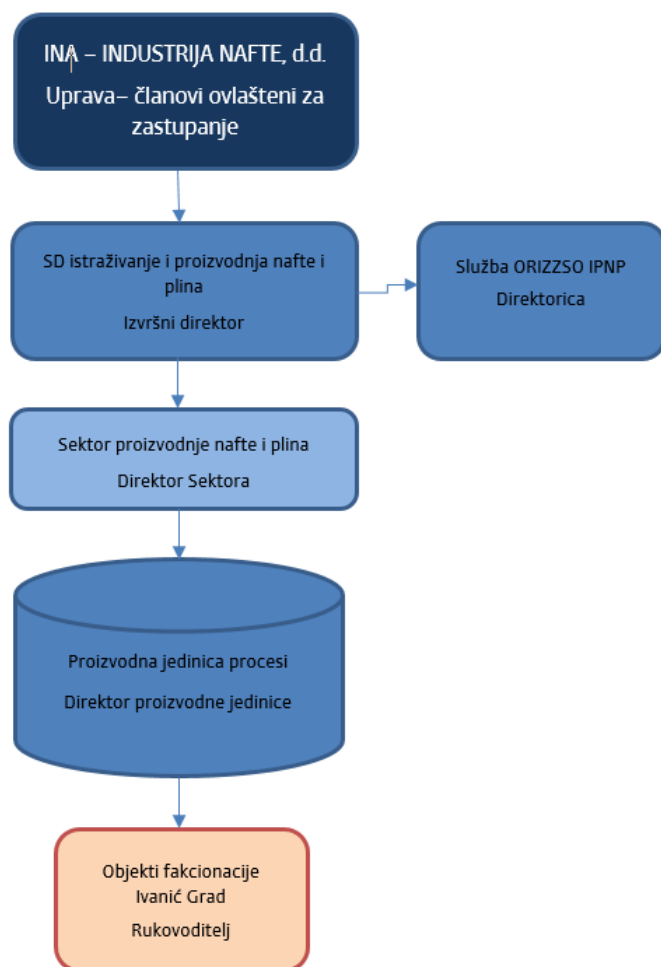 INA – INDUSTRIJA NAFTE, d.d.
Uprava– članovi ovlašteni za
zastupanje
SD istraživanje i proizvodnja nafte i
plina
Izvršni direktor
Služba ORIZZSO IPNP
Direktorica
Sektor proizvodnje nafte i plina
Direktor Sektora
Proizvodna jedinica procesi
Direktor proizvodne jedinice
Objekti fakcionacije
Ivanić Grad
Rukovoditelj